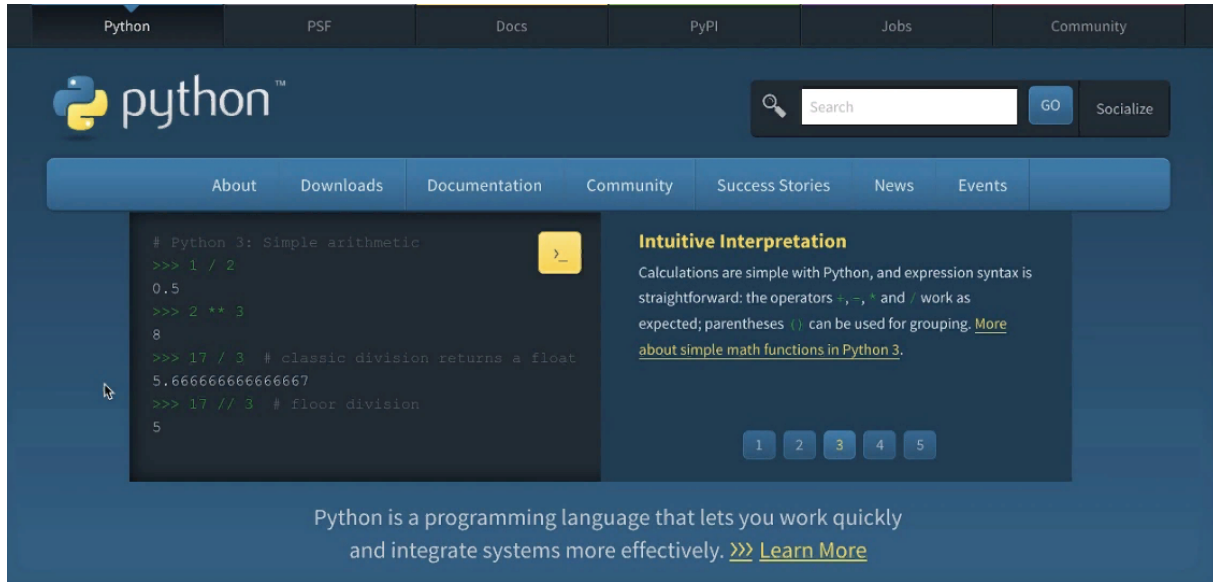 Python PSF Docs PyPI Jobs Community
python™
Search GO Socialize
About Downloads Documentation Community Success Stories News Events
# Python 3: Simple arithmetic
>>> 1 / 2
0.5
>>> 2 ** 3
8
>>> 17 / 3 # classic division returns a float
5.666666666666667
>>> 17 // 3 # floor division
5
>_
Intuitive Interpretation
Calculations are simple with Python, and expression syntax is
straightforward: the operators +, -, * and / work as
expected; parentheses () can be used for grouping. More
about simple math functions in Python 3.
1 2 3 4 5
Python is a programming language that lets you work quickly
and integrate systems more effectively. >>> Learn More